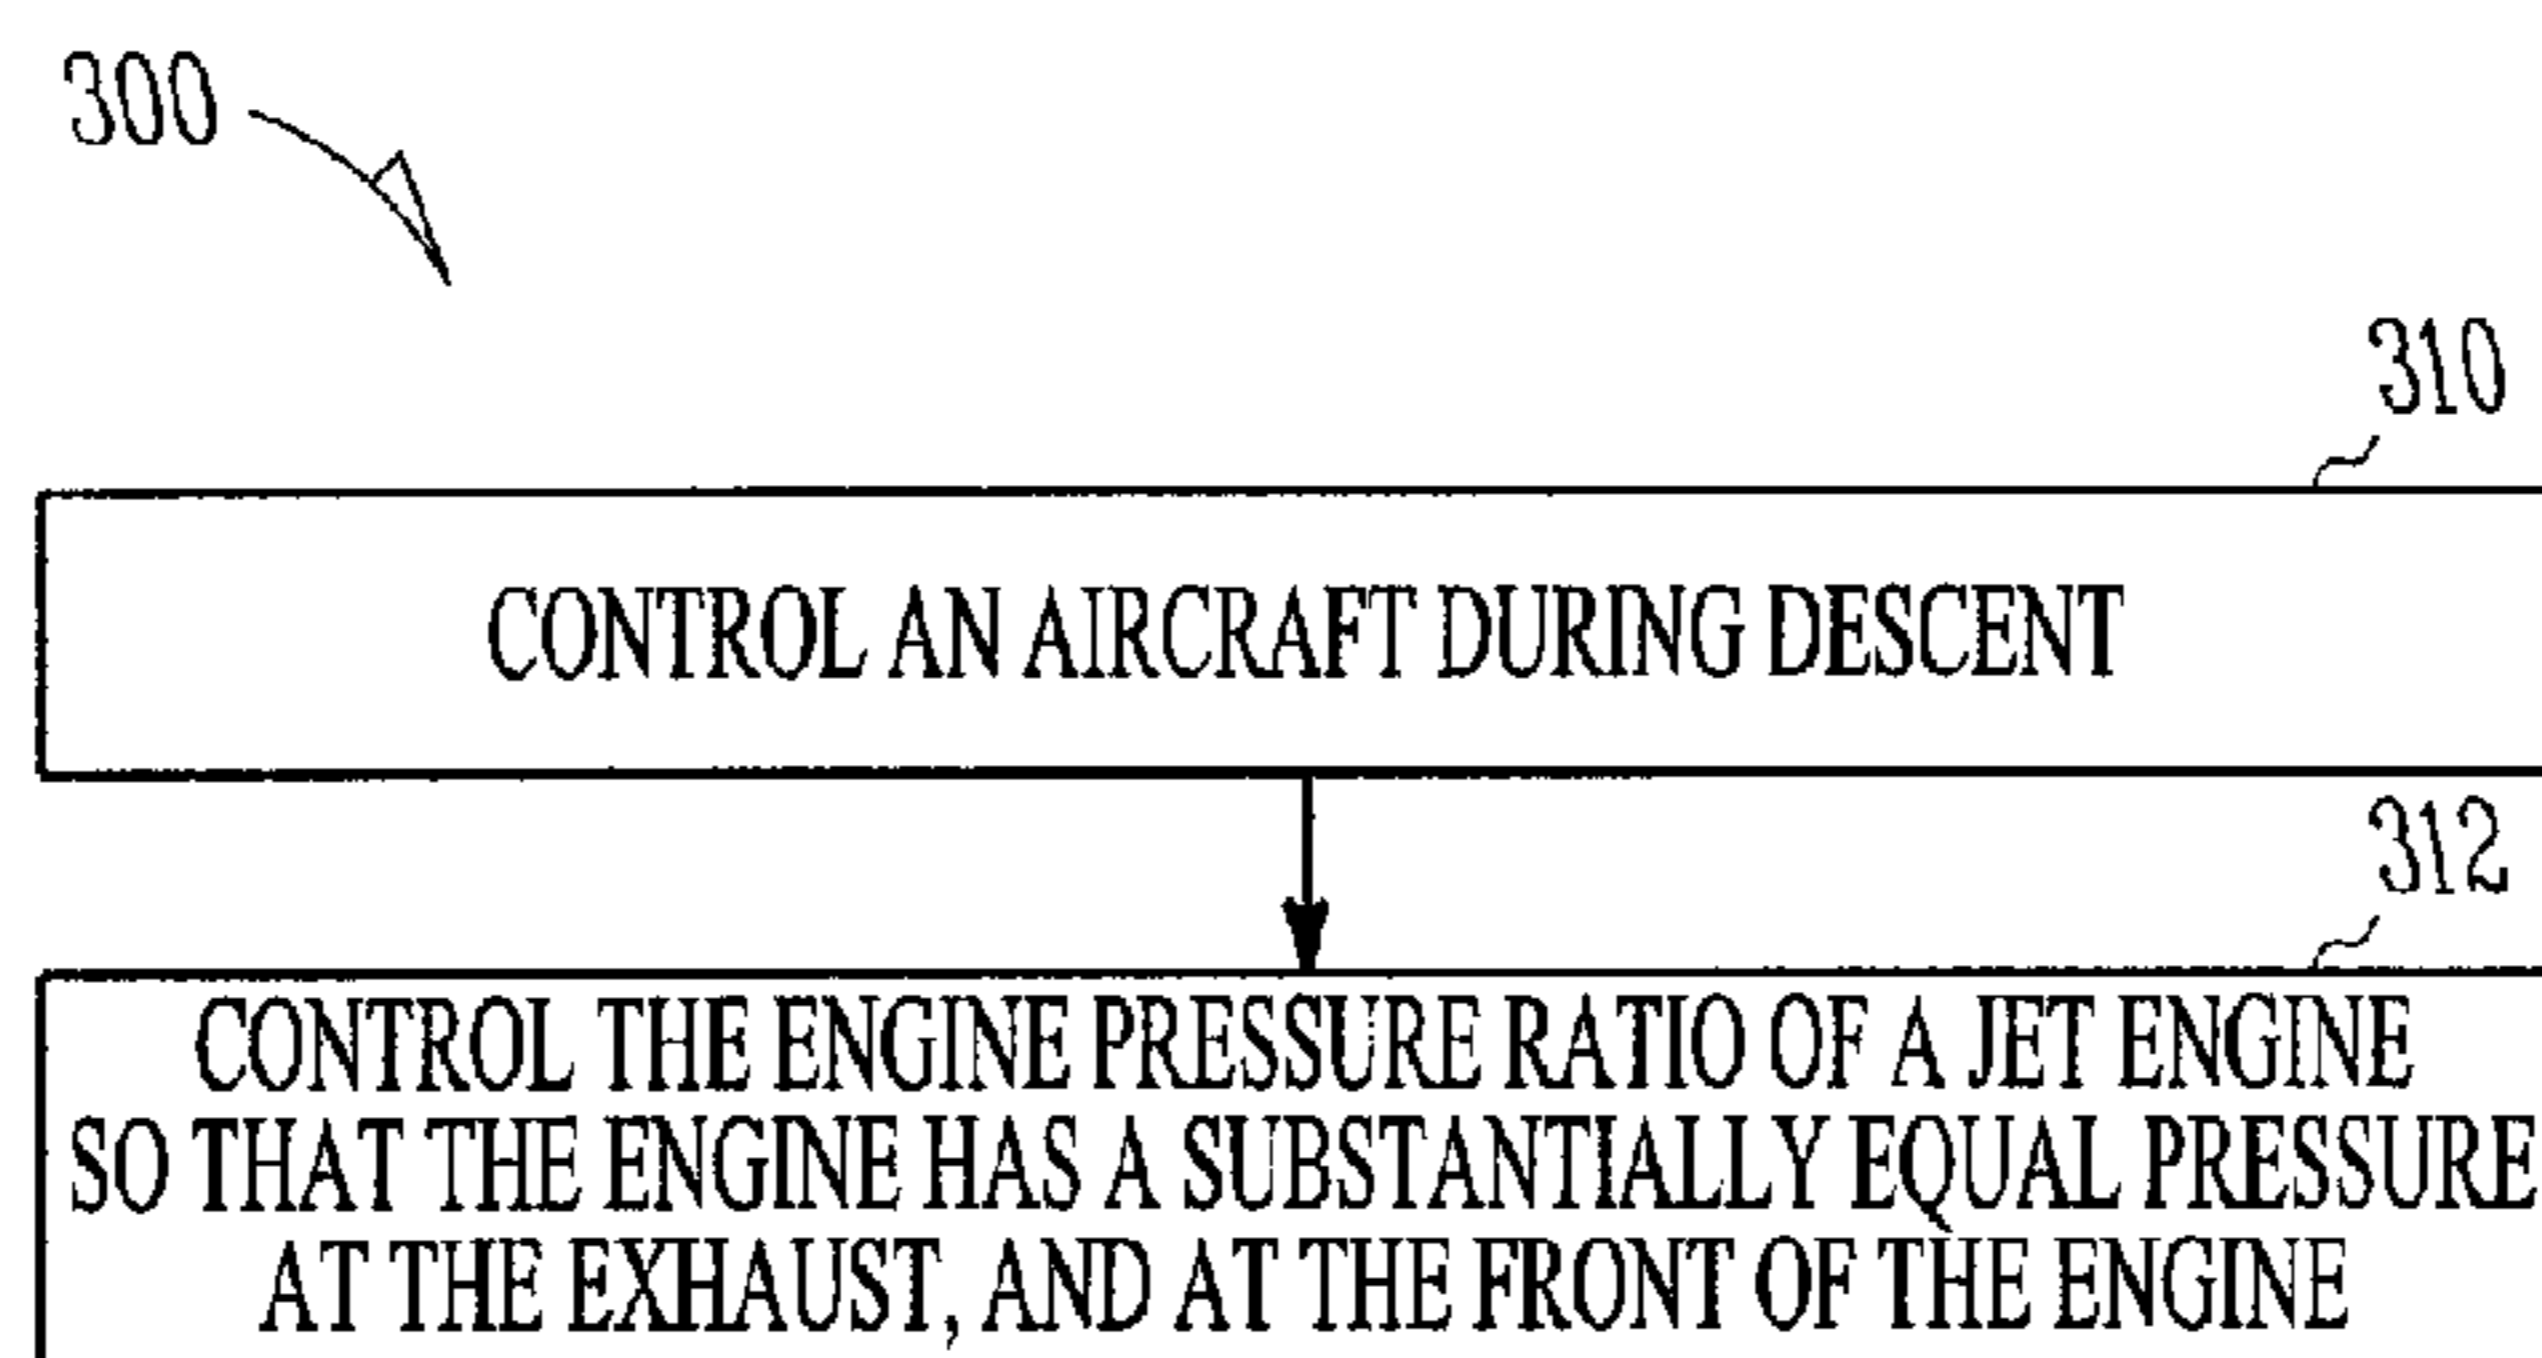 300
310
CONTROL AN AIRCRAFT DURING DESCENT
312
CONTROL THE ENGINE PRESSURE RATIO OF A JET ENGINE
SO THAT THE ENGINE HAS A SUBSTANTIALLY EQUAL PRESSURE
AT THE EXHAUST, AND AT THE FRONT OF THE ENGINE